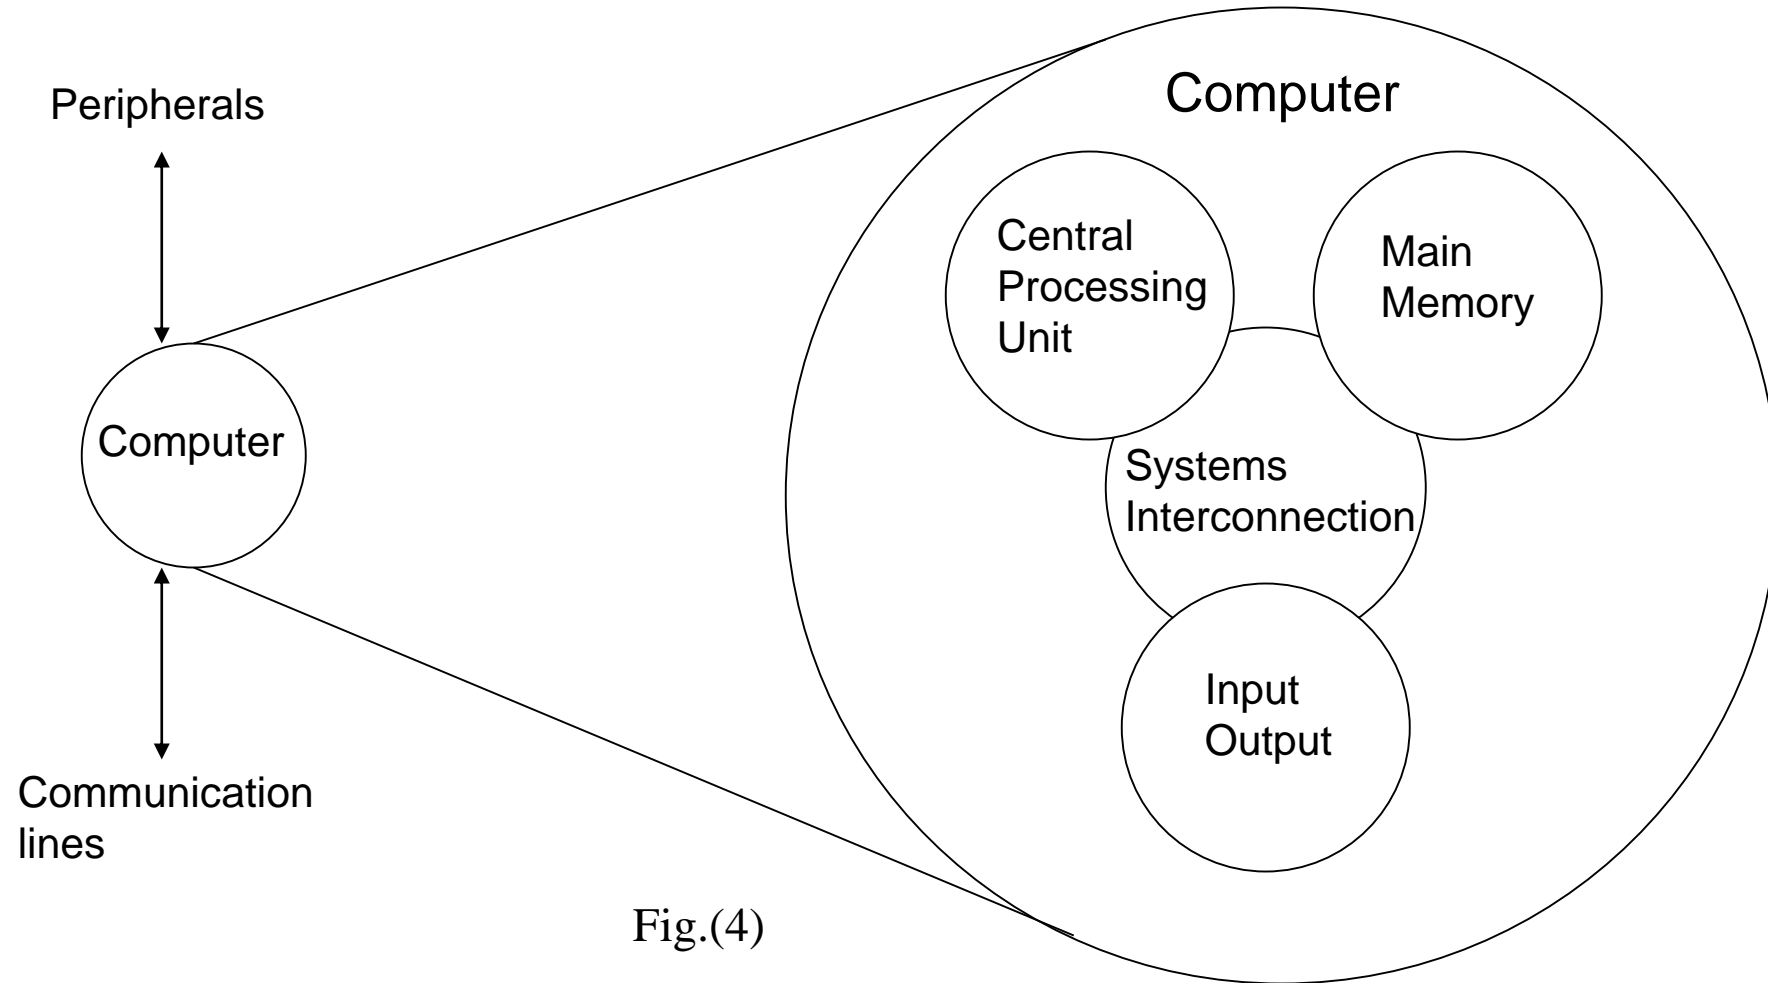 Peripherals
Computer
Communication
lines
Computer
Central
Processing
Unit
Main
Memory
Systems
Interconnection
Input
Output
Fig.(4)